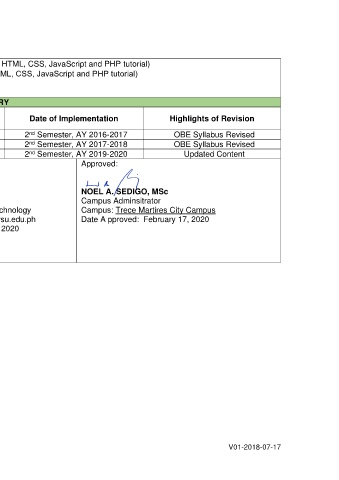 HTML, CSS, JavaScript and PHP tutorial)
ML, CSS, JavaScript and PHP tutorial)
RY
Date of Implementation Highlights of Revision
2nd Semester, AY 2016-2017 OBE Syllabus Revised
2nd Semester, AY 2017-2018 OBE Syllabus Revised
2nd Semester, AY 2019-2020 Updated Content
Approved:
NOEL A. SEDIGO, MSc
Campus Adminsitrator
chnology Campus: Trece Martires City Campus
su.edu.ph Date A pproved: February 17, 2020
2020
V01-2018-07-17